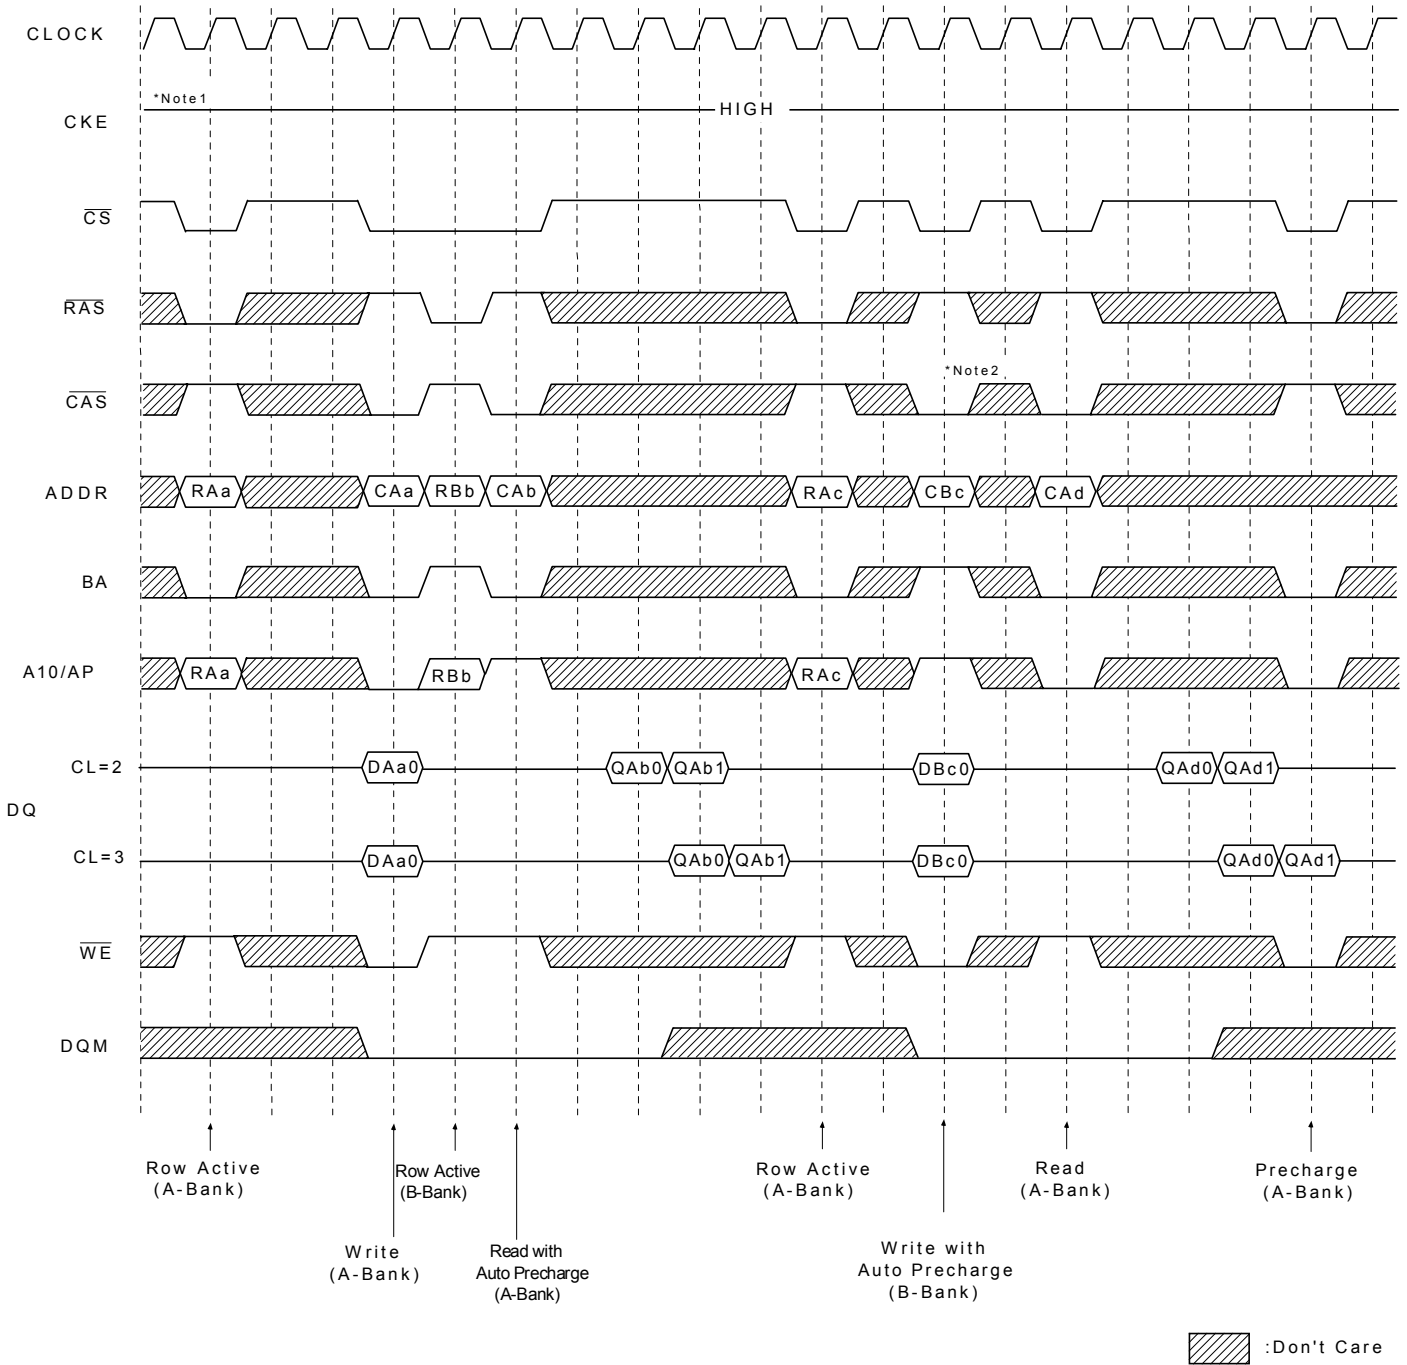 CLOCK
*Note1
CKE
HIGH
CS
RAS
*Note2
CAS
ADDR
RAa CAa RBb CAb RAc CBc CAd
BA
A10/AP
RAa RBb RAc
CL=2
DAa0 QAb0 QAb1 DBc0 QAd0 QAd1
DQ
CL=3
DAa0 QAb0 QAb1 DBc0 QAd0 QAd1
WE
DQM
Row Active
(A-Bank)
Row Active
(B-Bank)
Row Active
(A-Bank)
Read
(A-Bank)
Precharge
(A-Bank)
Write
(A-Bank)
Read with
Auto Precharge
(A-Bank)
Write with
Auto Precharge
(B-Bank)
:Don't Care